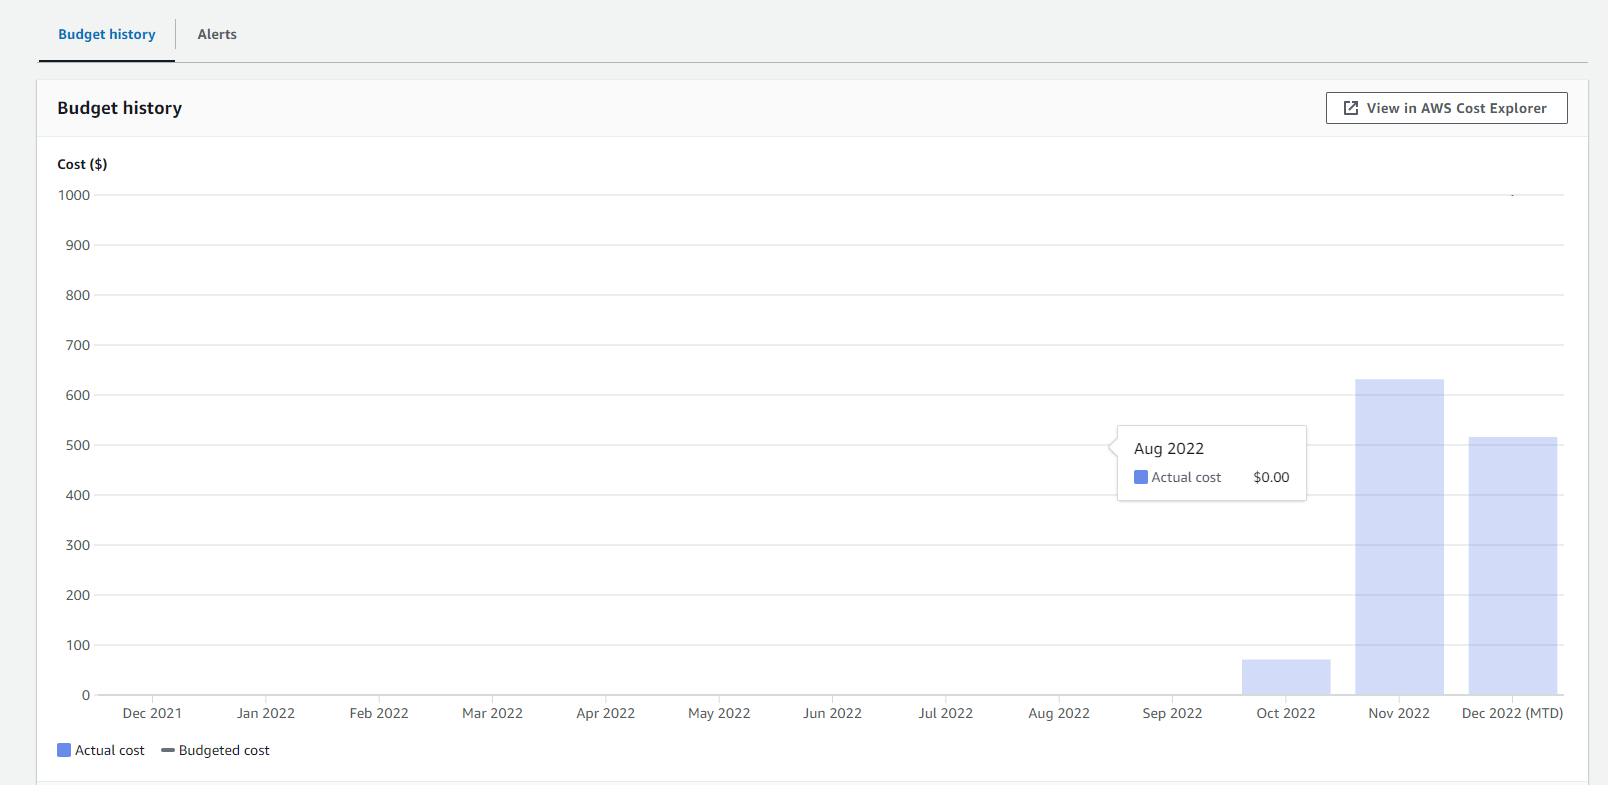 Budget history
Alerts
Budget history
View in AWS Cost Explorer
Cost ($)
1000
900
800
700
600
500
400
300
200
100
0
Aug 2022
Actual cost $0.00
Dec 2021 Jan 2022 Feb 2022 Mar 2022 Apr 2022 May 2022 Jun 2022 Jul 2022 Aug 2022 Sep 2022 Oct 2022 Nov 2022 Dec 2022 (MTD)
Actual cost Budgeted cost